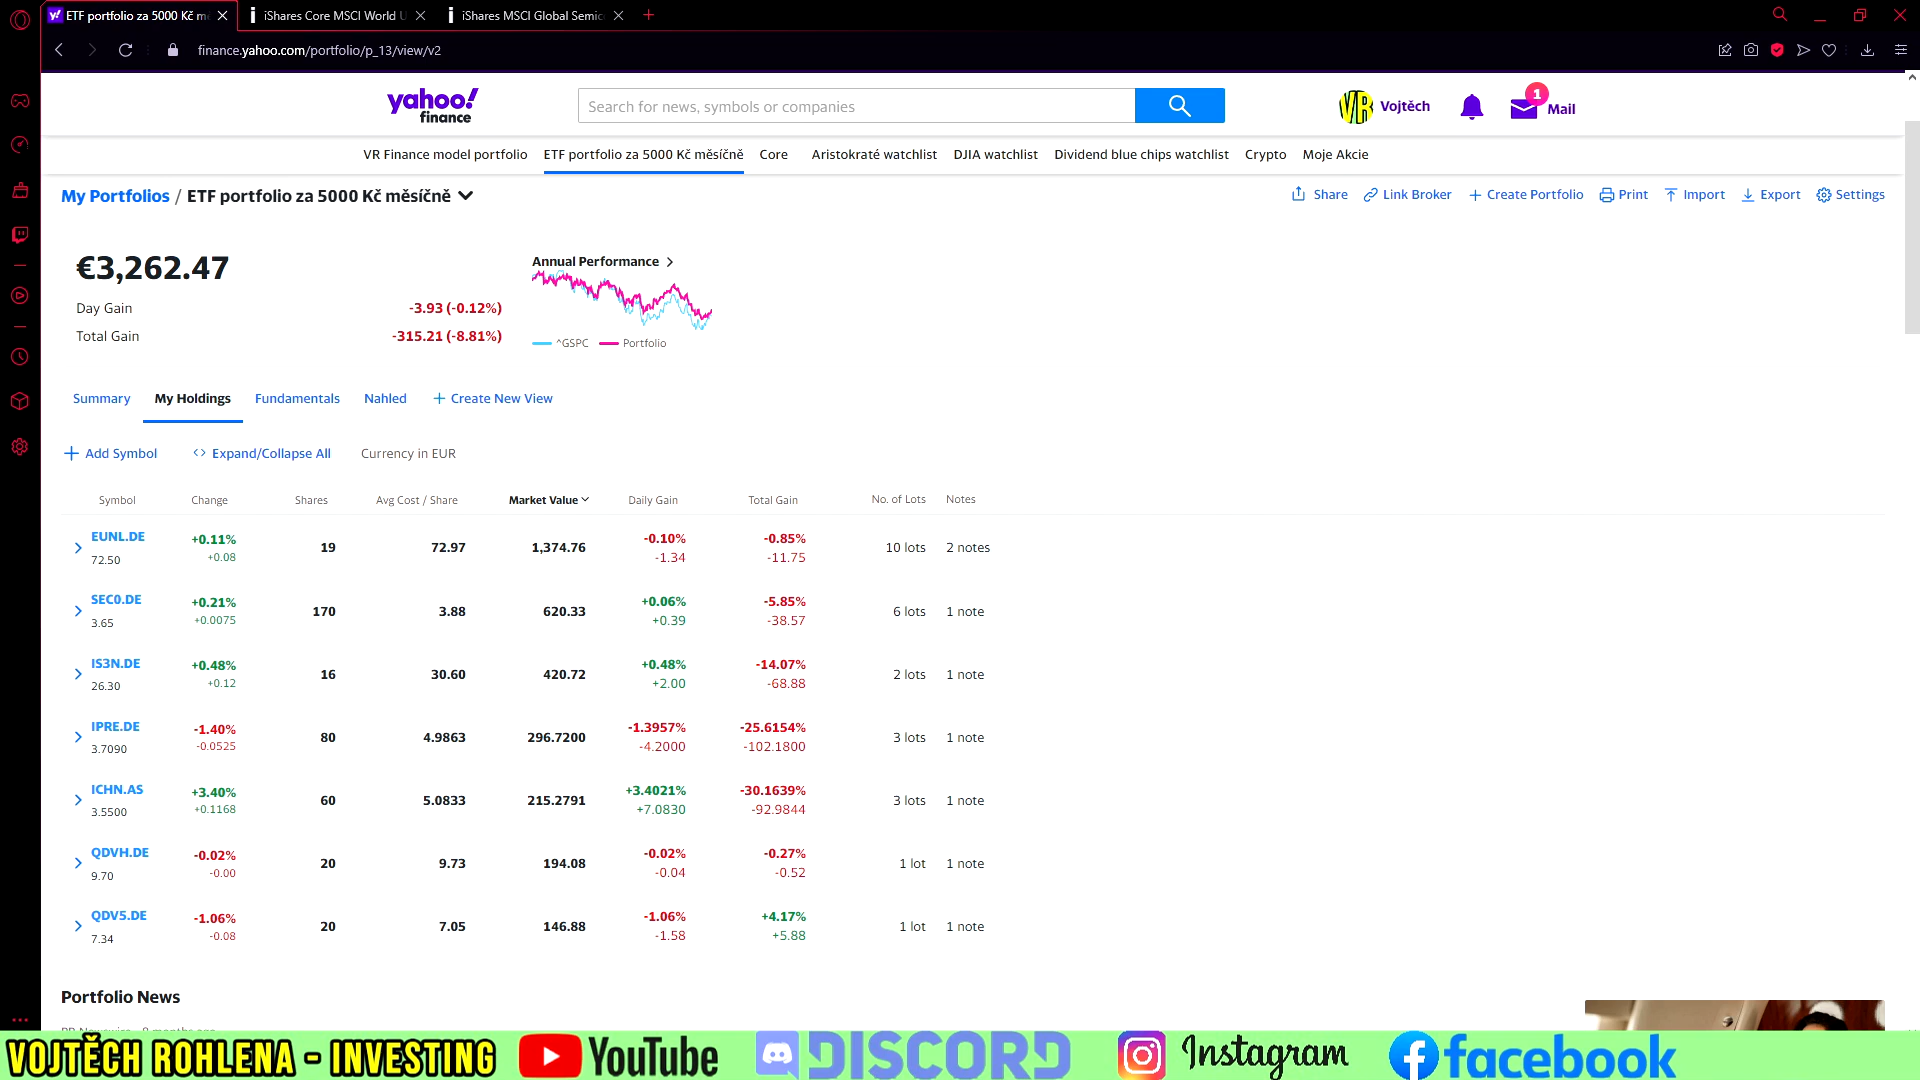 ETF portfolio za 5000 Kč m
iShares Core MSCI World U
iShares MSCI Global Semic
finance.yahoo.com/portfolio/p_13/view/v2
yahoo! finance
Search for news, symbols or companies
VR Vojtěch
1 Mail
VR Finance model portfolio ETF portfolio za 5000 Kč měsíčně Core Aristokraté watchlist DJIA watchlist Dividend blue chips watchlist Crypto Moje Akcie
My Portfolios / ETF portfolio za 5000 Kč měsíčně
Share Link Broker Create Portfolio Print Import Export Settings
€3,262.47
Day Gain -3.93 (-0.12%)
Total Gain -315.21 (-8.81%)
Annual Performance
^GSPC Portfolio
Summary My Holdings Fundamentals Nahled Create New View
Add Symbol Expand/Collapse All Currency in EUR
Symbol Change Shares Avg Cost / Share Market Value Daily Gain Total Gain No. of Lots Notes
EUNL.DE +0.11% 19 72.97 1,374.76 -0.10% -0.85% 10 lots 2 notes
72.50 +0.08 -1.34 -11.75
SEC0.DE +0.21% 170 3.88 620.33 +0.06% -5.85% 6 lots 1 note
3.65 +0.0075 +0.39 -38.57
IS3N.DE +0.48% 16 30.60 420.72 +0.48% -14.07% 2 lots 1 note
26.30 +0.12 +2.00 -68.88
IPRE.DE -1.40% 80 4.9863 296.7200 -1.3957% -25.6154% 3 lots 1 note
3.7090 -0.0525 -4.2000 -102.1800
ICHN.AS +3.40% 60 5.0833 215.2791 +3.4021% -30.1639% 3 lots 1 note
3.5500 +0.1168 +7.0830 -92.9844
QDVH.DE -0.02% 20 9.73 194.08 -0.02% -0.27% 1 lot 1 note
9.70 -0.00 -0.04 -0.52
QDV5.DE -1.06% 20 7.05 146.88 -1.06% +4.17% 1 lot 1 note
7.34 -0.08 -1.58 +5.88
Portfolio News
VOJTĚCH ROHLENA - INVESTING YouTube DISCORD Instagram facebook